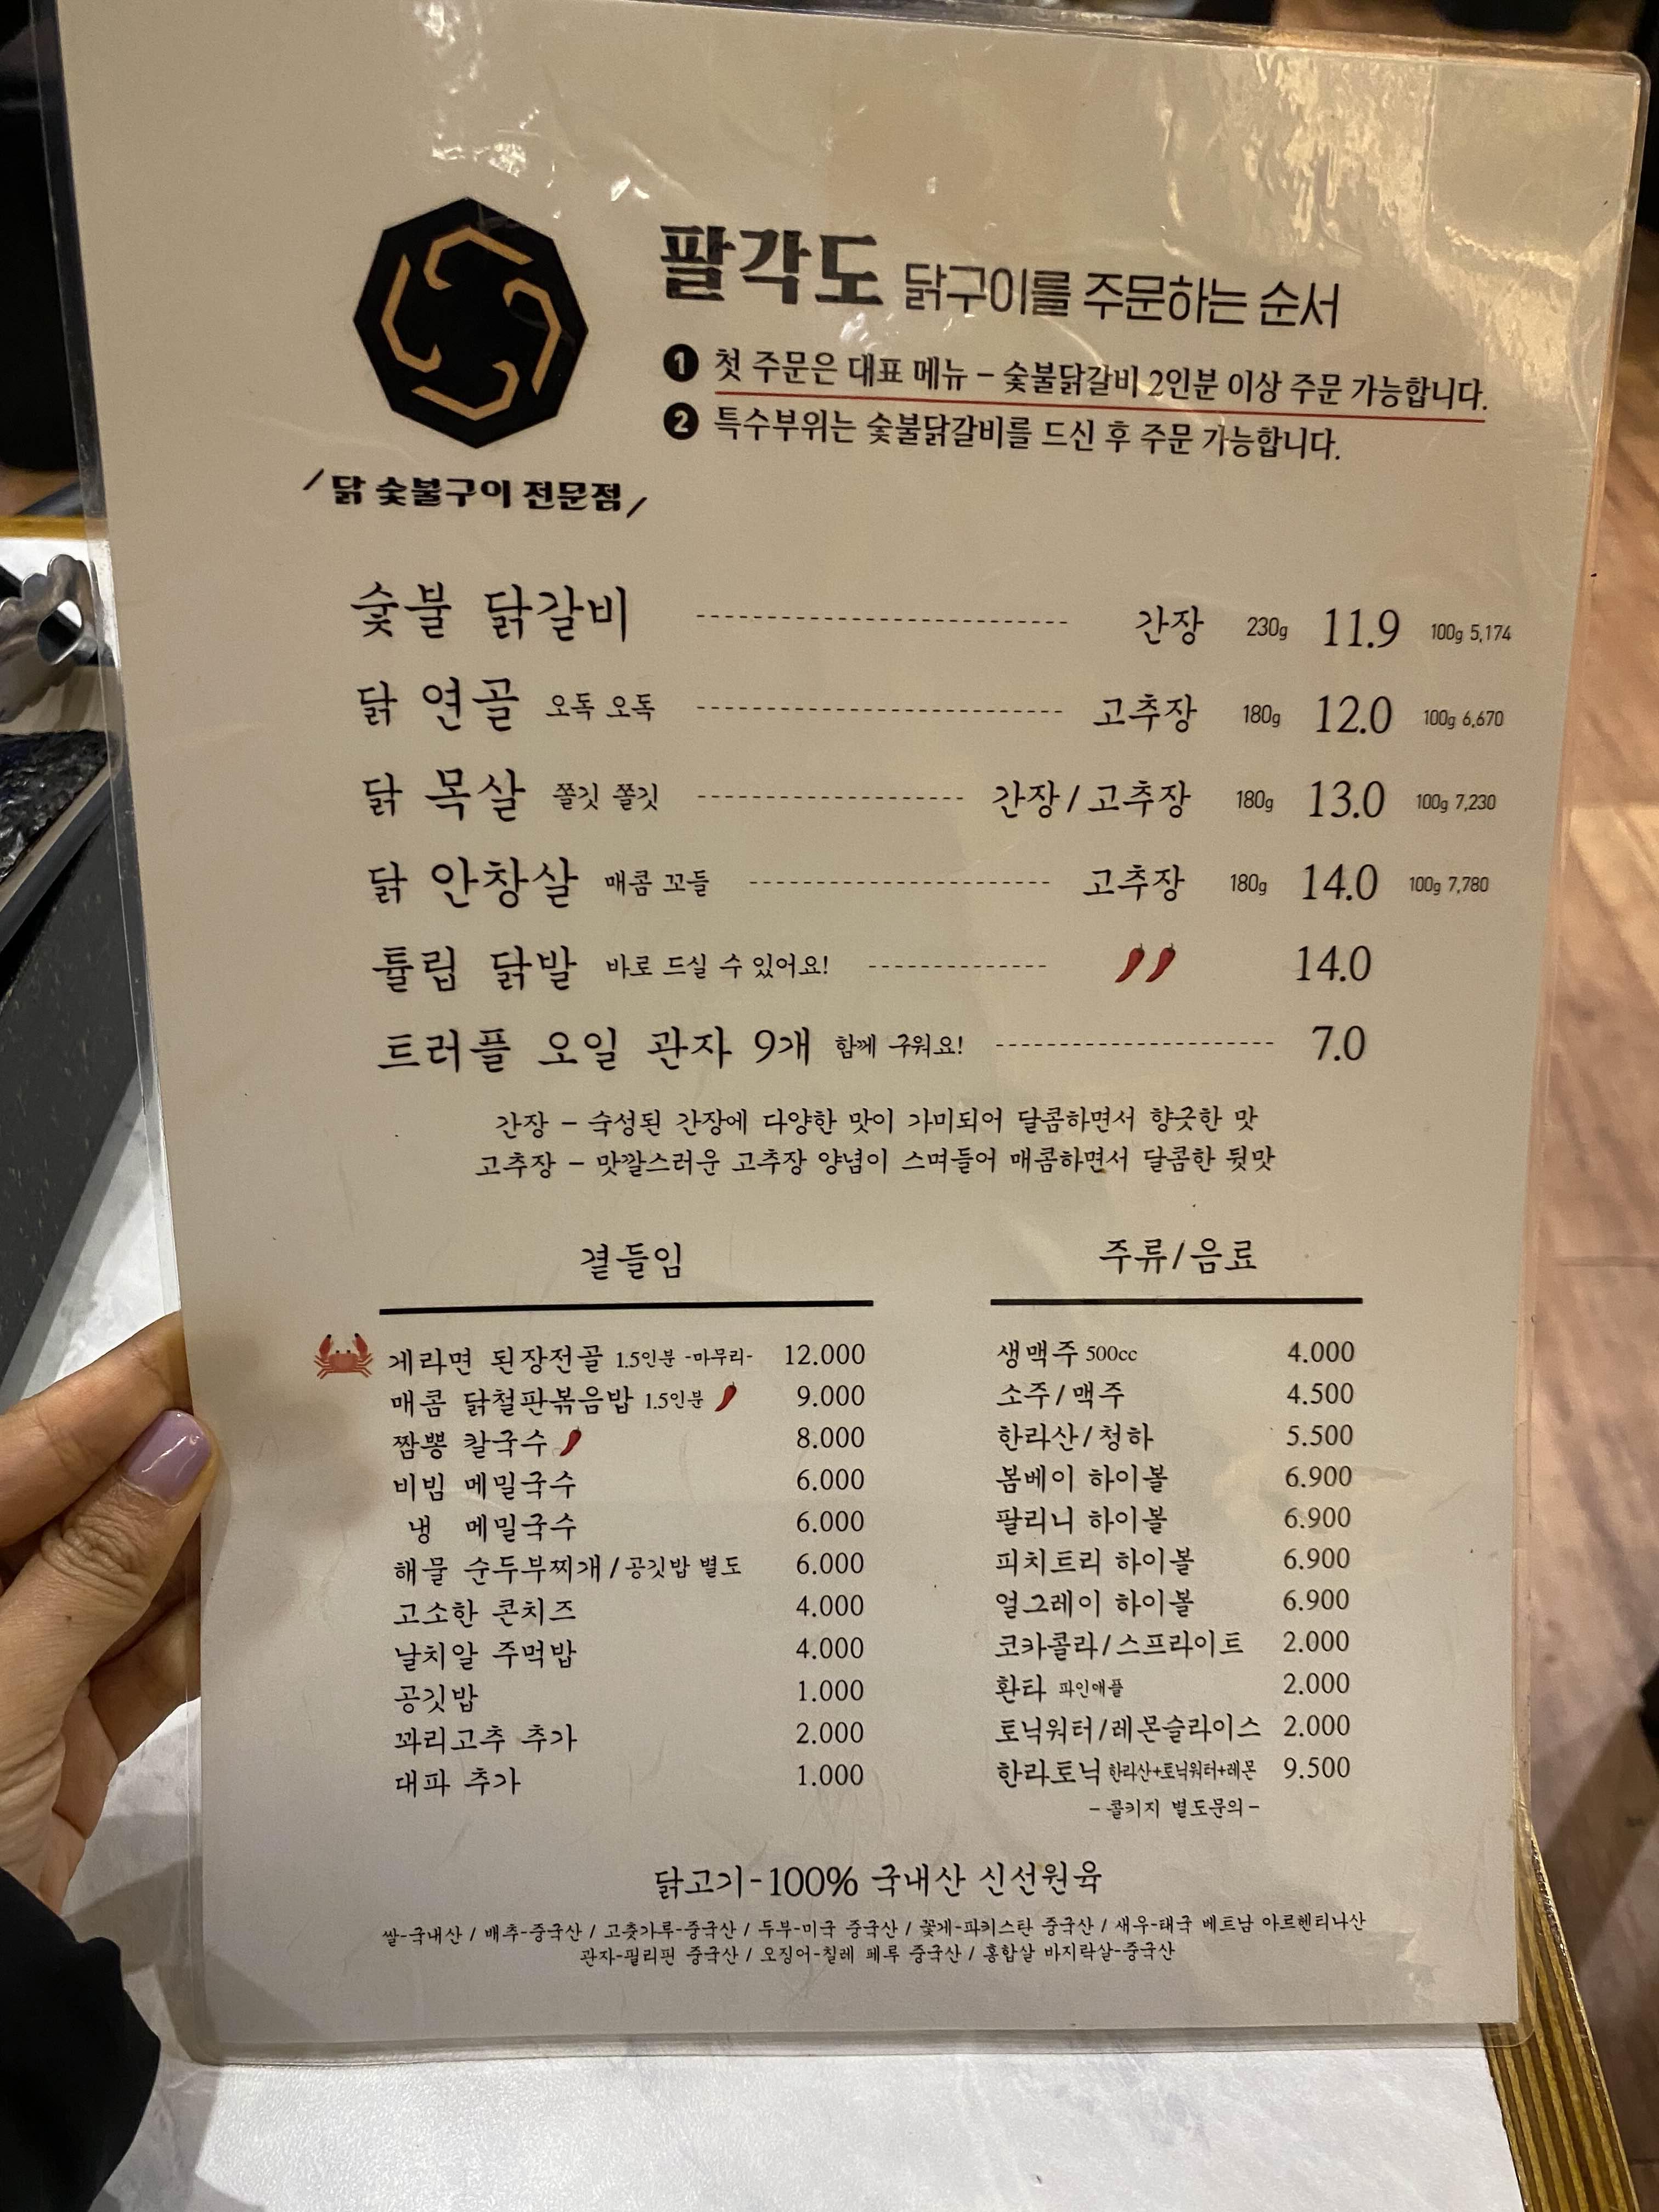 팔각도 닭구이를 주문하는 순서
1 첫 주문은 대표 메뉴 - 숯불닭갈비 2인분 이상 주문 가능합니다.
2 특수부위는 숯불닭갈비를 드신 후 주문 가능합니다.
/ 닭 숯불구이 전문점 /
숯불 닭갈비 간장 230g 11.9 100g 5,174
닭 연골 오독 오독 고추장 180g 12.0 100g 6,670
닭 목살 쫄깃 쫄깃 간장/고추장 180g 13.0 100g 7,230
닭 안창살 매콤 꼬들 고추장 180g 14.0 100g 7,780
튤립 닭발 바로 드실 수 있어요! 14.0
트러플 오일 관자 9개 함께 구워요! 7.0
간장 - 숙성된 간장에 다양한 맛이 가미되어 달콤하면서 향긋한 맛
고추장 - 맛깔스러운 고추장 양념이 스며들어 매콤하면서 달콤한 뒷맛
곁들임
게라면 된장전골 1.5인분 -마무리- 12.000
매콤 닭철판볶음밥 1.5인분 9.000
짬뽕 칼국수 8.000
비빔 메밀국수 6.000
냉 메밀국수 6.000
해물 순두부찌개/공깃밥 별도 6.000
고소한 콘치즈 4.000
날치알 주먹밥 4.000
공깃밥 1.000
꽈리고추 추가 2.000
대파 추가 1.000
주류/음료
생맥주 500cc 4.000
소주/맥주 4.500
한라산/청하 5.500
봄베이 하이볼 6.900
팔리니 하이볼 6.900
피치트리 하이볼 6.900
얼그레이 하이볼 6.900
코카콜라/스프라이트 2.000
환타 파인애플 2.000
토닉워터/레몬슬라이스 2.000
한라토닉 한라산+토닉워터+레몬 9.500
- 콜키지 별도문의 -
닭고기-100% 국내산 신선원육
쌀-국내산 / 배추-중국산 / 고춧가루-중국산 / 두부-미국 중국산 / 꽃게-파키스탄 중국산 / 새우-태국 베트남 아르헨티나산
관자-필리핀 중국산 / 오징어-칠레 페루 중국산 / 홍합살 바지락살-중국산